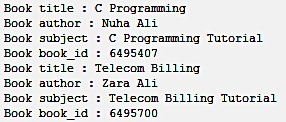 Book title : C Programming
Book author : Nuha Ali
Book subject : C Programming Tutorial
Book book_id : 6495407
Book title : Telecom Billing
Book author : Zara Ali
Book subject : Telecom Billing Tutorial
Book book_id : 6495700